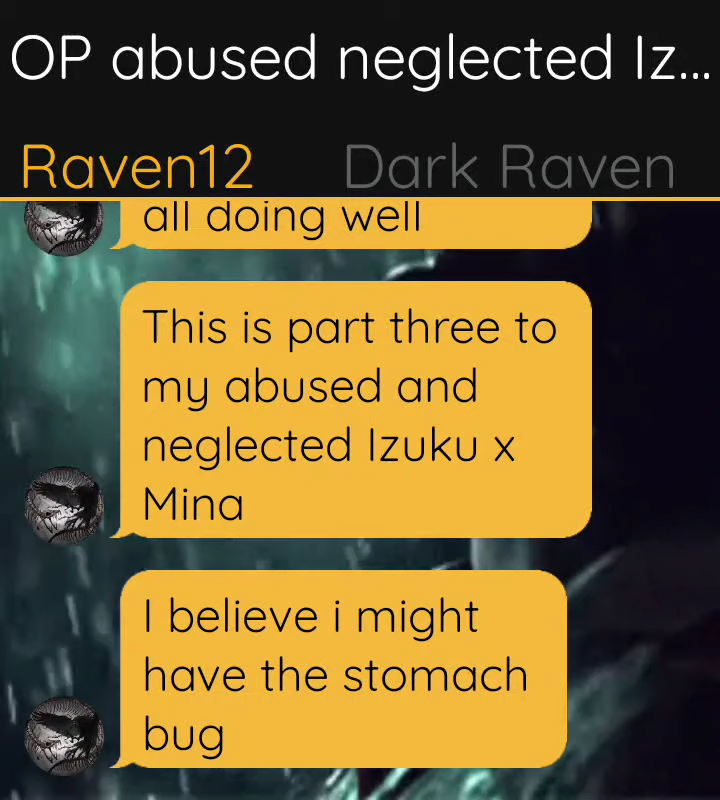 OP abused neglected Iz...
Raven12 Dark Raven
all doing well
This is part three to
my abused and
neglected Izuku x
Mina
I believe i might
have the stomach
bug